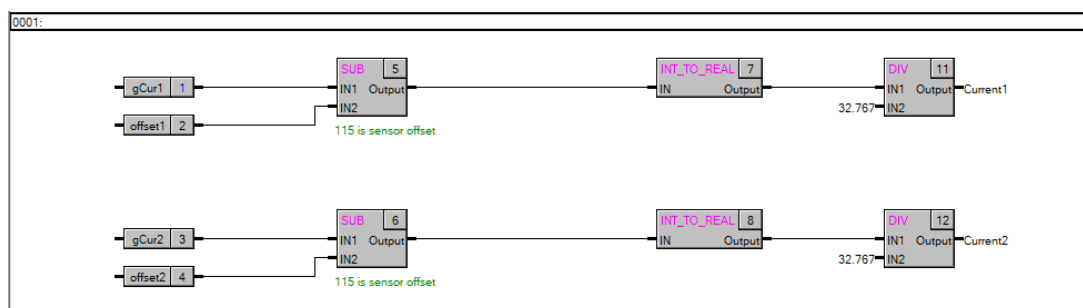 0001:
SUB 5
INT_TO_REAL 7
DIV 11
gCur1 1
IN1 Output
IN Output
IN1 Output
Current1
IN2
32.767 IN2
offset1 2
115 is sensor offset
SUB 6
INT_TO_REAL 8
DIV 12
gCur2 3
IN1 Output
IN Output
IN1 Output
Current2
IN2
32.767 IN2
offset2 4
115 is sensor offset